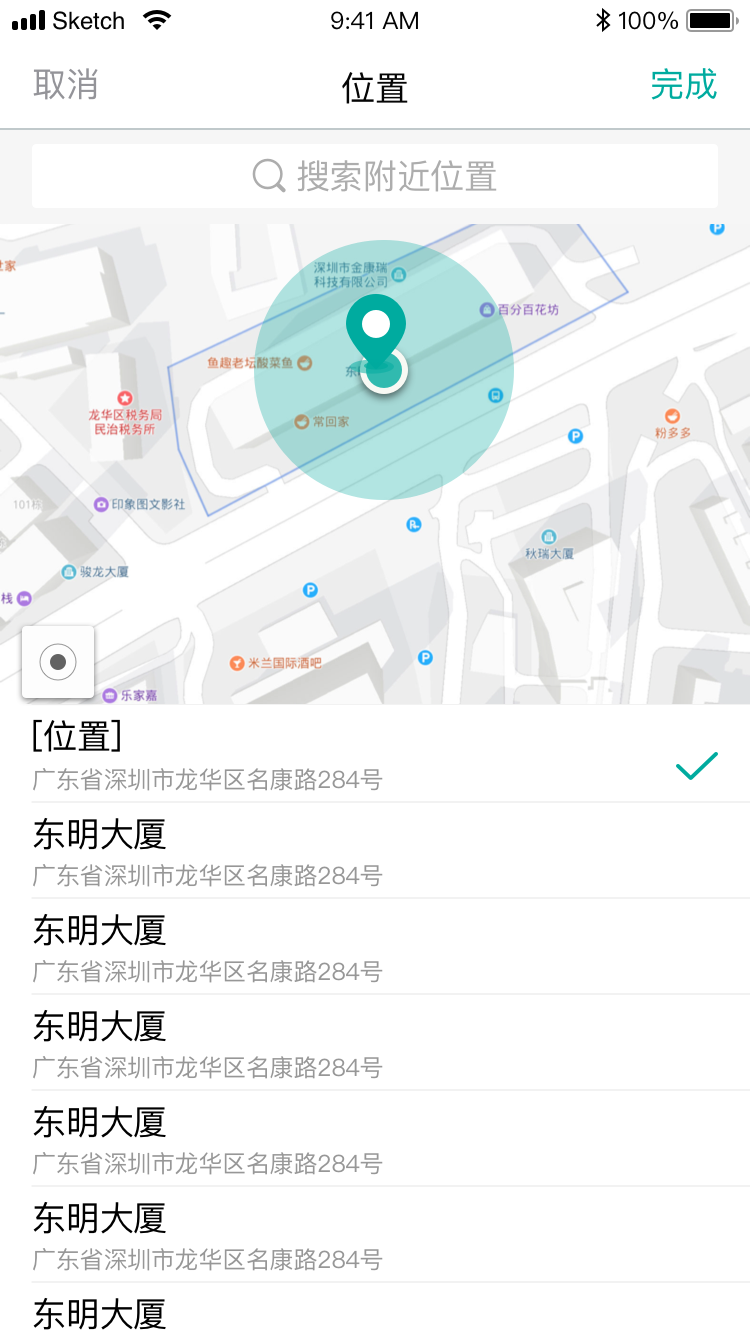 Sketch 9:41 AM 100%
取消 位置 完成
搜索附近位置
P
世家
深圳市金康瑞
科技有限公司
百分百花坊
鱼趣老坛酸菜鱼
东
龙华区税务局
民治税务所
常回家
粉多多
P
101栋
印象图文影社
秋瑞大厦
骏龙大厦
P
栈
米兰国际酒吧
P
乐家嘉
[位置]
广东省深圳市龙华区名康路284号
东明大厦
广东省深圳市龙华区名康路284号
东明大厦
广东省深圳市龙华区名康路284号
东明大厦
广东省深圳市龙华区名康路284号
东明大厦
广东省深圳市龙华区名康路284号
东明大厦
广东省深圳市龙华区名康路284号
东明大厦